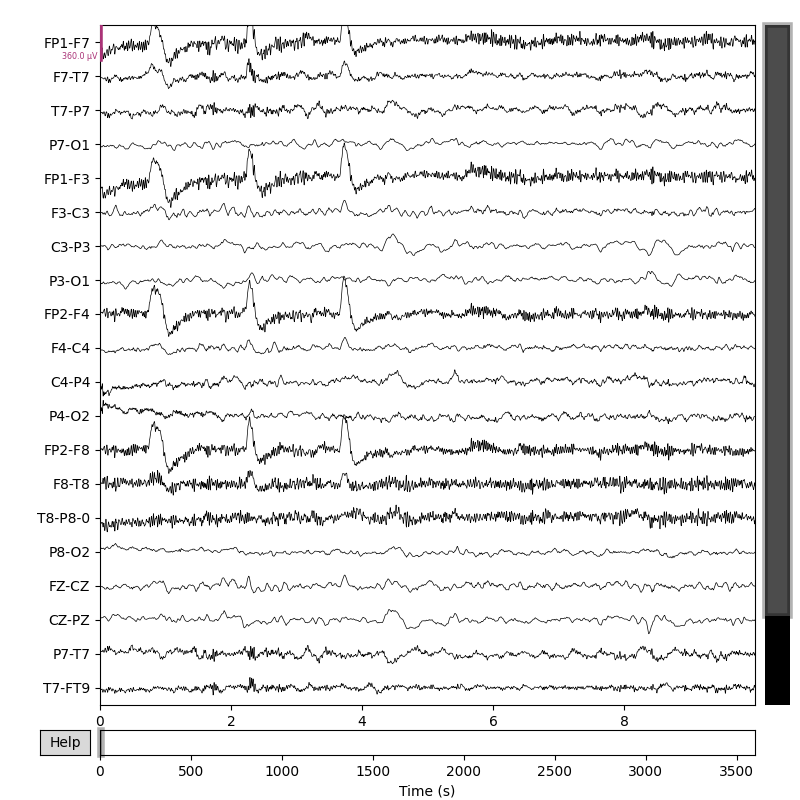 FP1-F7
360.0 µV
F7-T7
T7-P7
P7-O1
FP1-F3
F3-C3
C3-P3
P3-O1
FP2-F4
F4-C4
C4-P4
P4-O2
FP2-F8
F8-T8
T8-P8-0
P8-O2
FZ-CZ
CZ-PZ
P7-T7
T7-FT9
0 2 4 6 8
Help
0 500 1000 1500 2000 2500 3000 3500
Time (s)